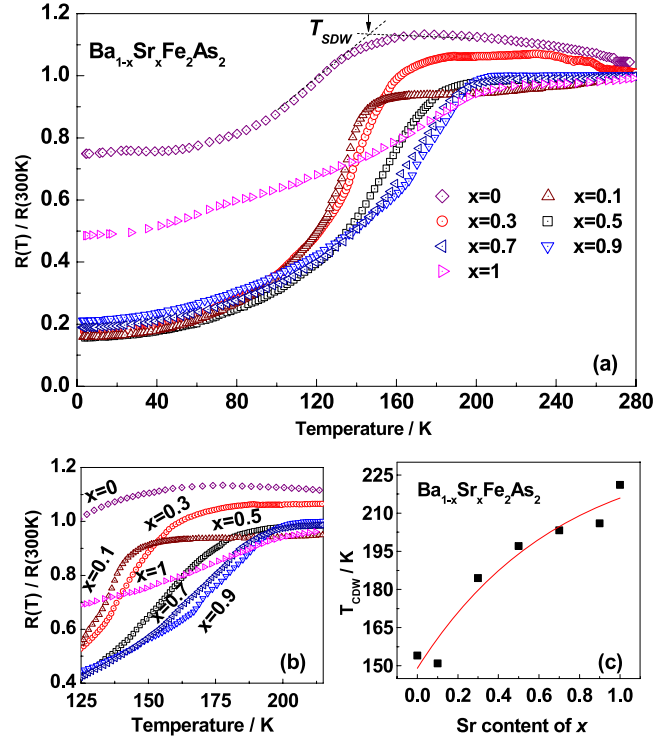 1.2
1.0
0.8
0.6
0.4
0.2
0.0
R(T) / R(300K)
Ba1-xSrxFe2As2
TSDW
x=0
x=0.1
x=0.3
x=0.5
x=0.7
x=0.9
x=1
(a)
0 40 80 120 160 200 240 280
Temperature / K
1.2
1.0
0.8
0.6
0.4
R(T) / R(300K)
x=0
x=0.3
x=0.5
x=0.1
x=1
x=0.7
x=0.9
(b)
125 150 175 200
Temperature / K
225
210
195
180
165
150
TCDW / K
Ba1-xSrxFe2As2
(c)
0.0 0.2 0.4 0.6 0.8 1.0
Sr content of x